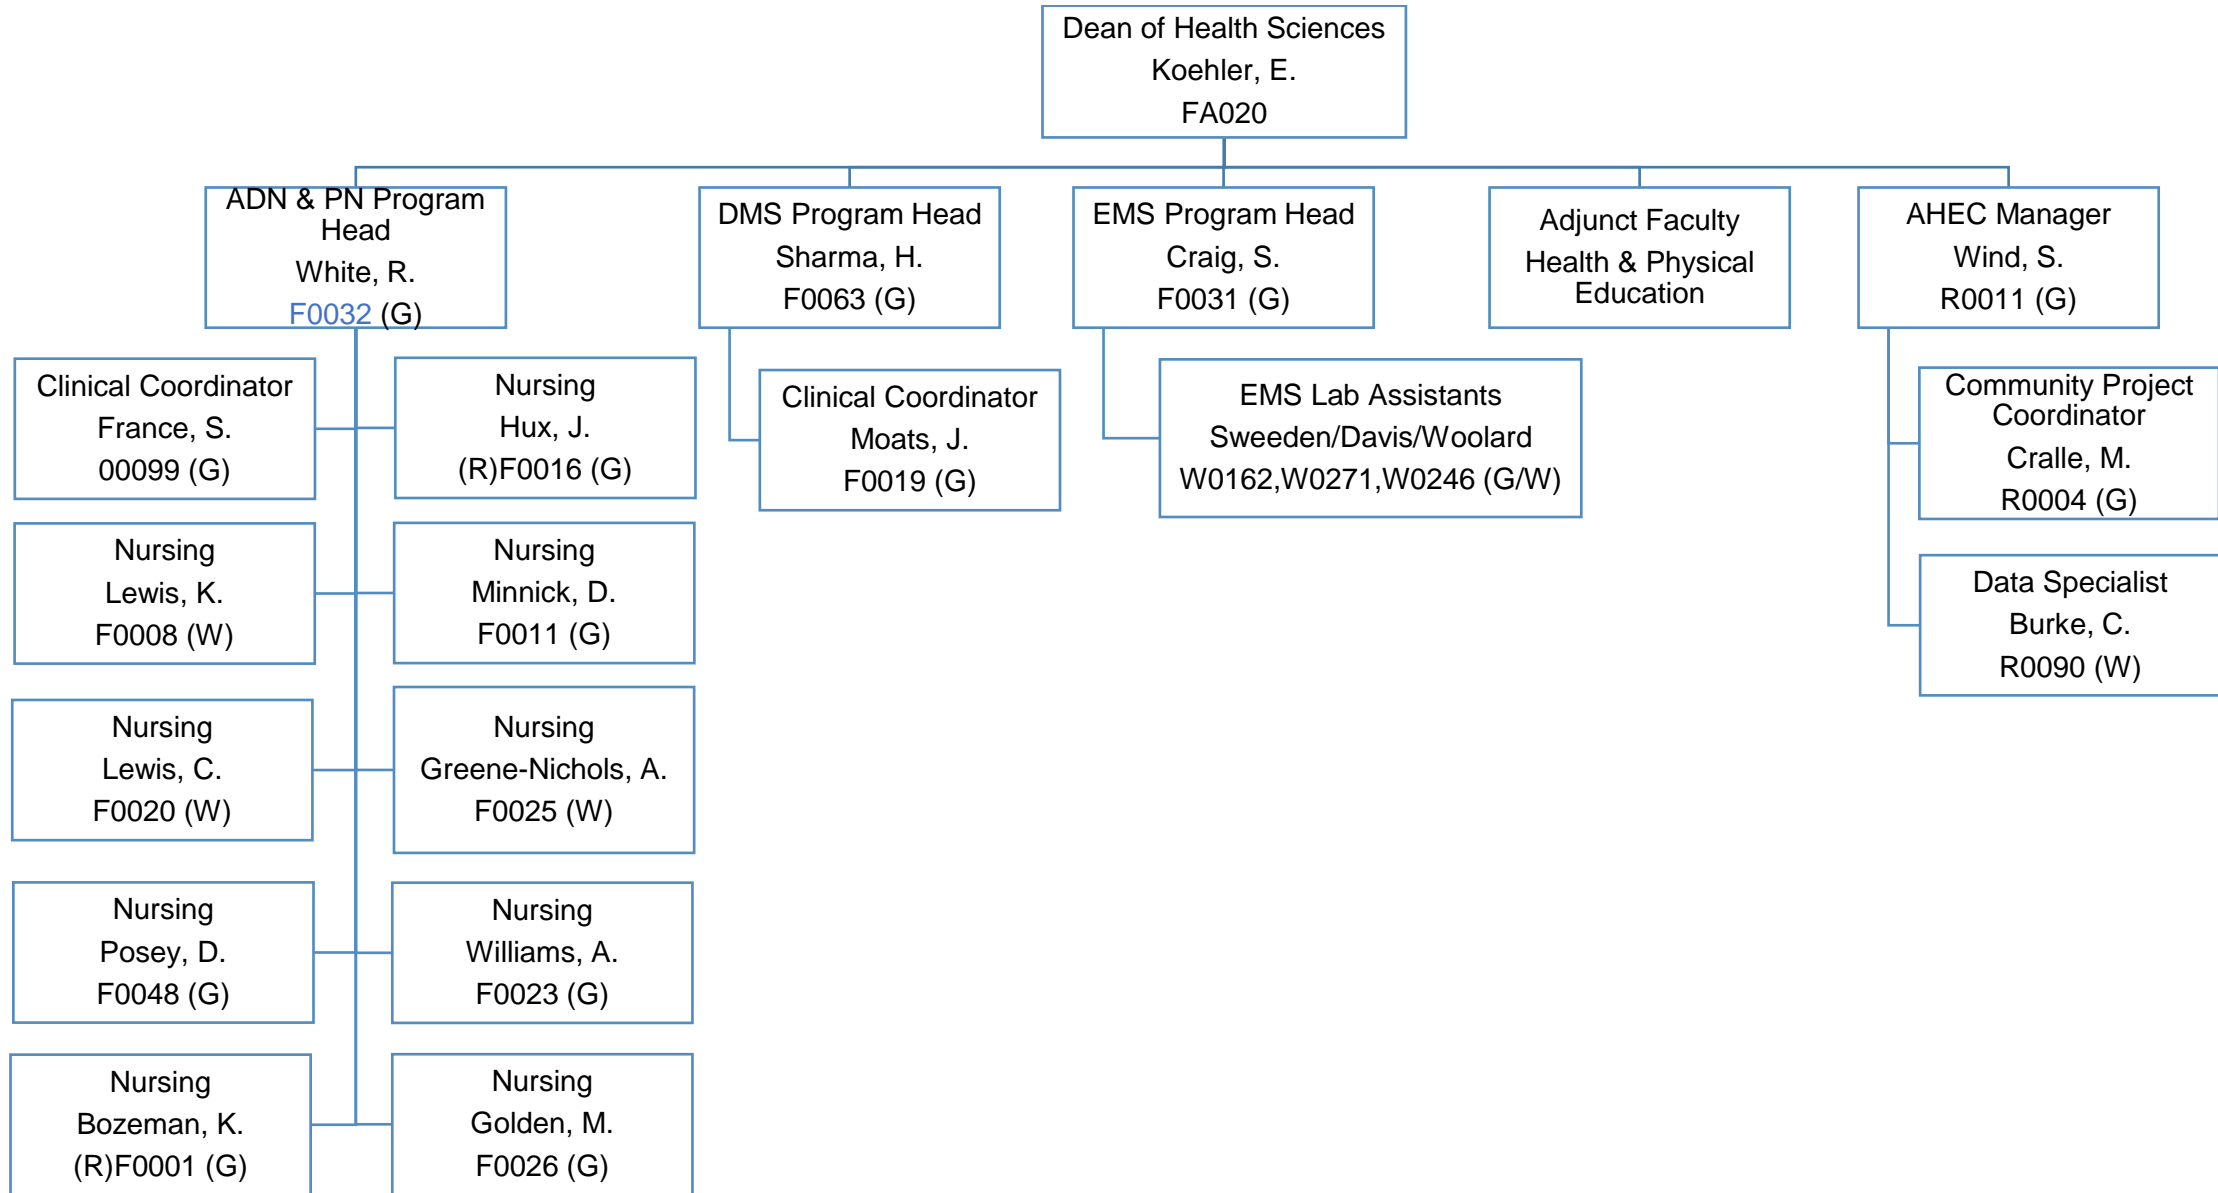 Dean of Health Sciences
Koehler, E.
FA020
ADN & PN Program
Head
White, R.
F0032 (G)
DMS Program Head
Sharma, H.
F0063 (G)
EMS Program Head
Craig, S.
F0031 (G)
Adjunct Faculty
Health & Physical
Education
AHEC Manager
Wind, S.
R0011 (G)
Clinical Coordinator
France, S.
00099 (G)
Nursing
Hux, J.
(R)F0016 (G)
Nursing
Lewis, K.
F0008 (W)
Nursing
Minnick, D.
F0011 (G)
Nursing
Lewis, C.
F0020 (W)
Nursing
Greene-Nichols, A.
F0025 (W)
Nursing
Posey, D.
F0048 (G)
Nursing
Williams, A.
F0023 (G)
Nursing
Bozeman, K.
(R)F0001 (G)
Nursing
Golden, M.
F0026 (G)
Clinical Coordinator
Moats, J.
F0019 (G)
EMS Lab Assistants
Sweeden/Davis/Woolard
W0162,W0271,W0246 (G/W)
Community Project
Coordinator
Cralle, M.
R0004 (G)
Data Specialist
Burke, C.
R0090 (W)